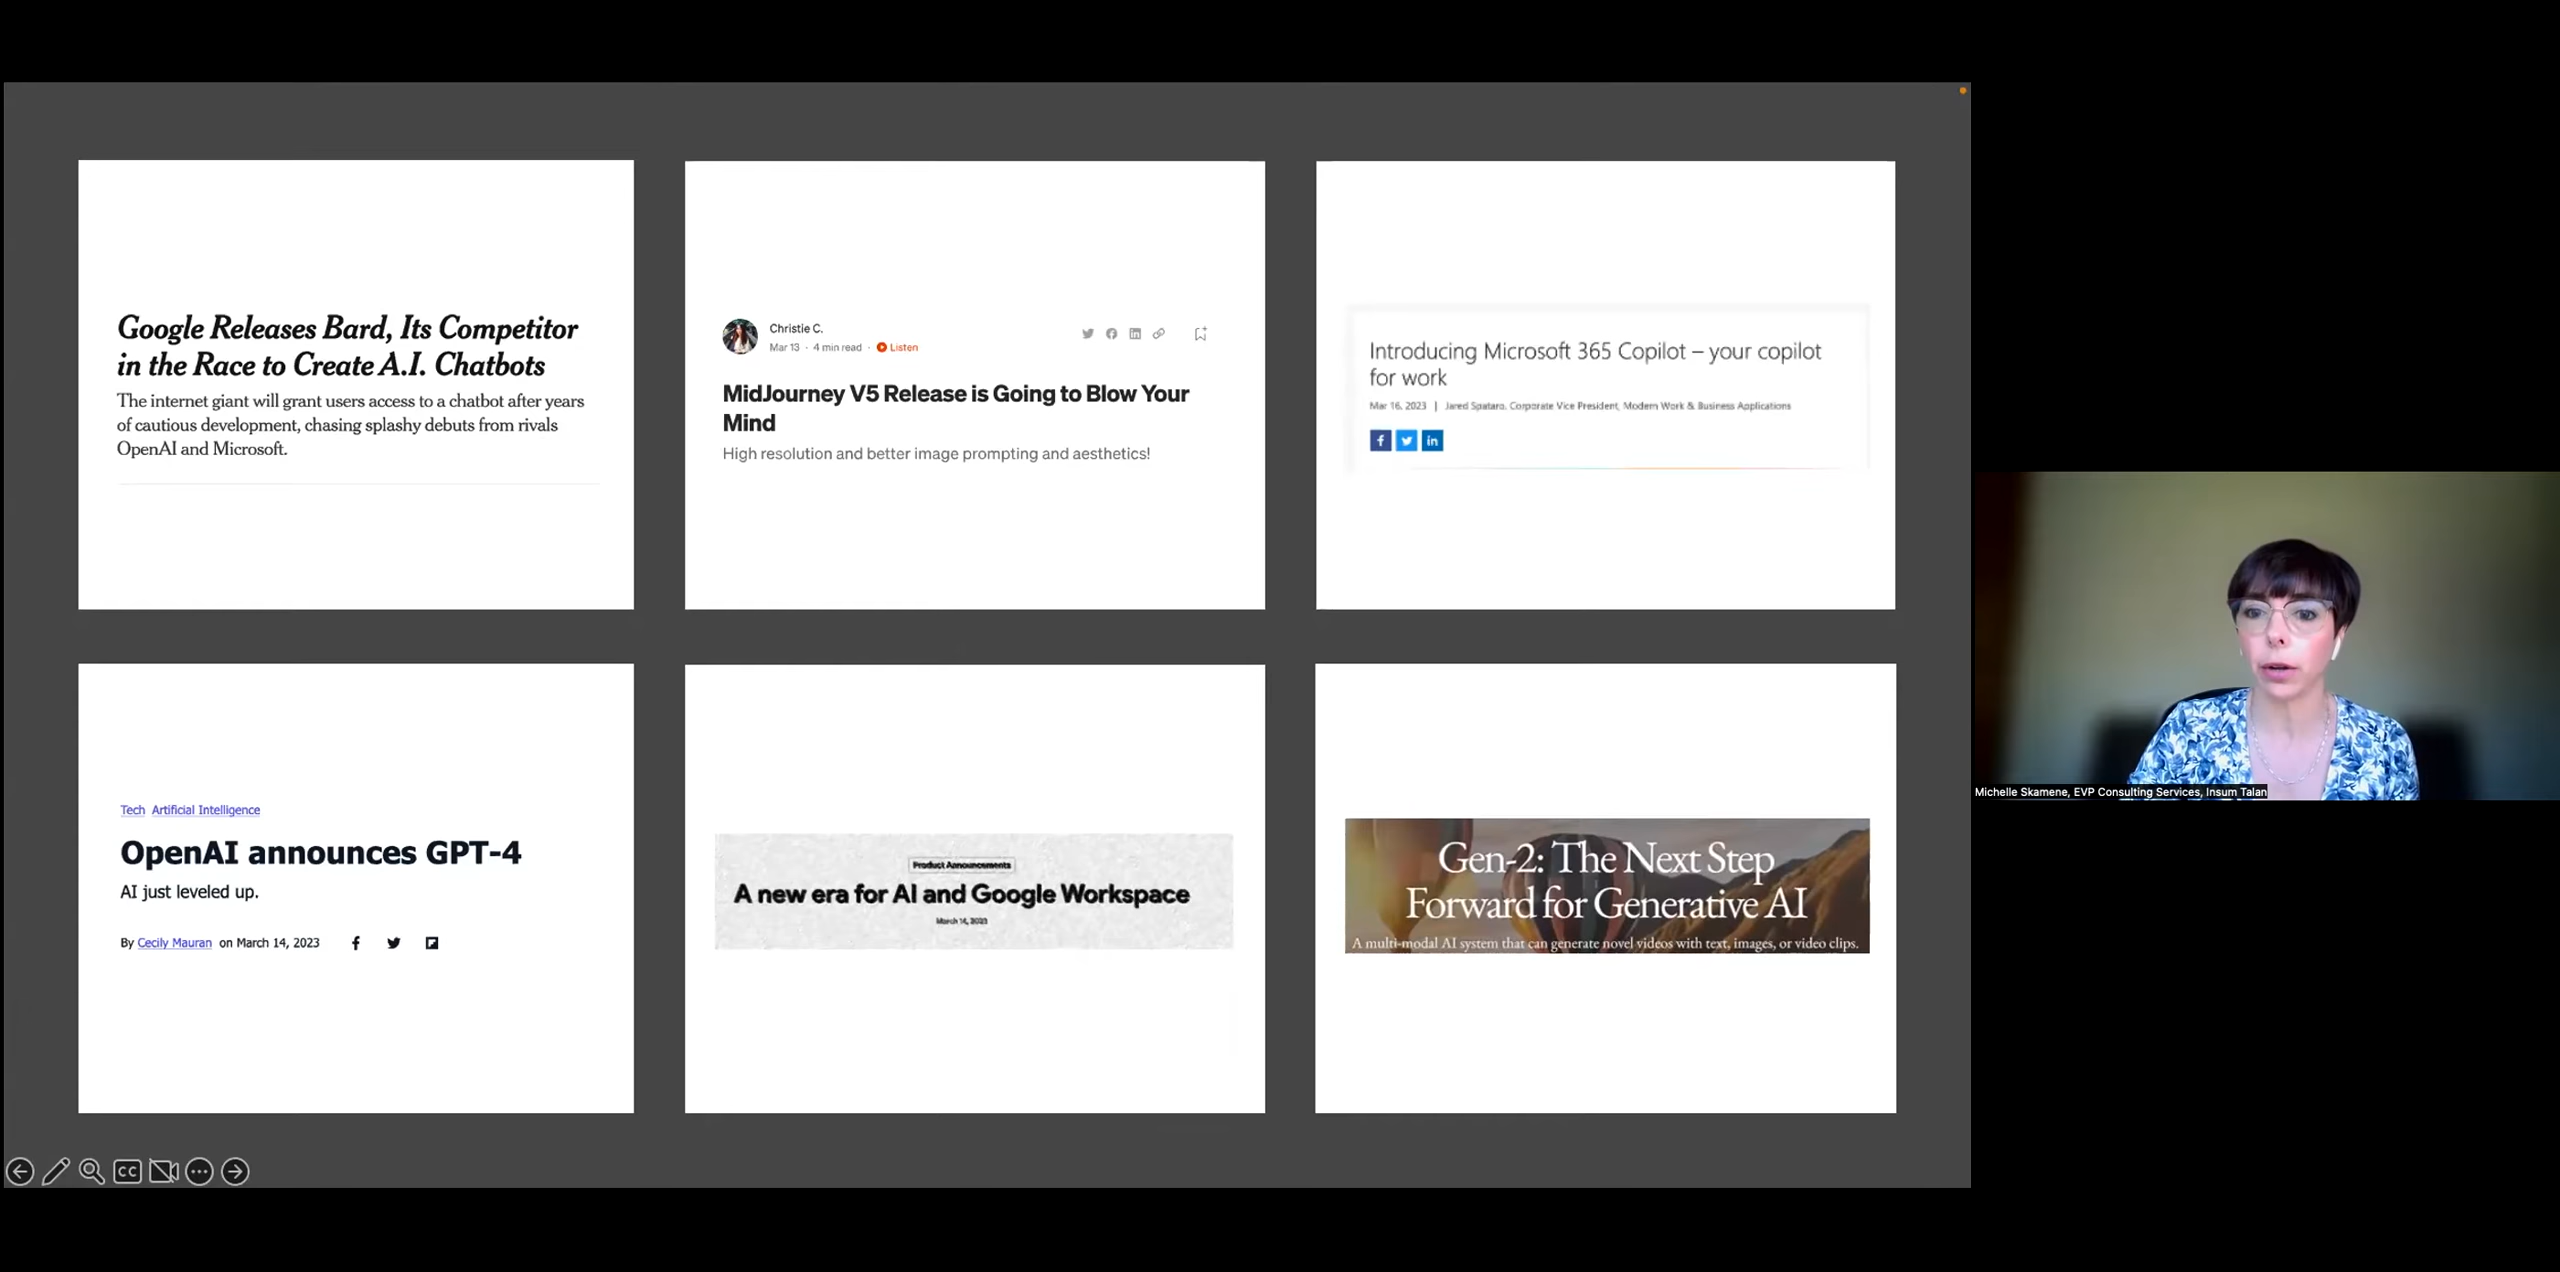 Google Releases Bard, Its Competitor
in the Race to Create A.I. Chatbots
The internet giant will grant users access to a chatbot after years
of cautious development, chasing splashy debuts from rivals
OpenAI and Microsoft.
Christie C.
Mar 13 · 4 min read · Listen
MidJourney V5 Release is Going to Blow Your
Mind
High resolution and better image prompting and aesthetics!
Introducing Microsoft 365 Copilot – your copilot
for work
Mar 16, 2023 | Jared Spataro, Corporate Vice President, Modern Work & Business Applications
f
in
Tech Artificial Intelligence
OpenAI announces GPT-4
AI just leveled up.
By Cecily Mauran on March 14, 2023
Product Announcements
A new era for AI and Google Workspace
March 14, 2023
Gen-2: The Next Step
Forward for Generative AI
A multi-modal AI system that can generate novel videos with text, images, or video clips.
CC
Michelle Skamene, EVP Consulting Services, Insum Talan